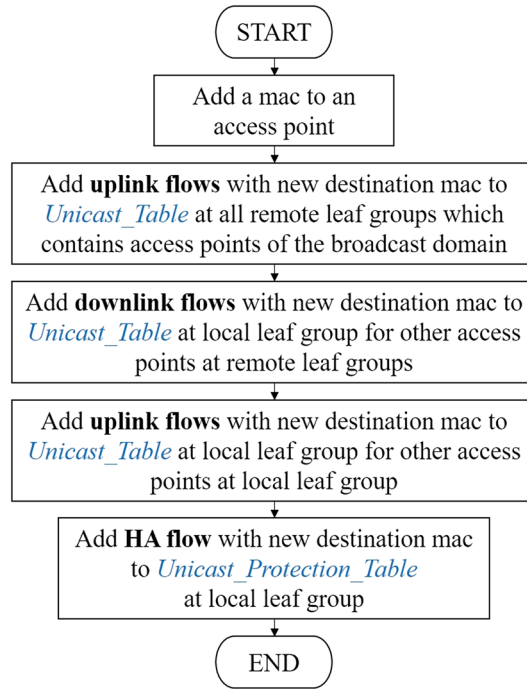 START
Add a mac to an
access point
Add uplink flows with new destination mac to
Unicast_Table at all remote leaf groups which
contains access points of the broadcast domain
Add downlink flows with new destination mac to
Unicast_Table at local leaf group for other access
points at remote leaf groups
Add uplink flows with new destination mac to
Unicast_Table at local leaf group for other access
points at local leaf group
Add HA flow with new destination mac
to Unicast_Protection_Table
at local leaf group
END